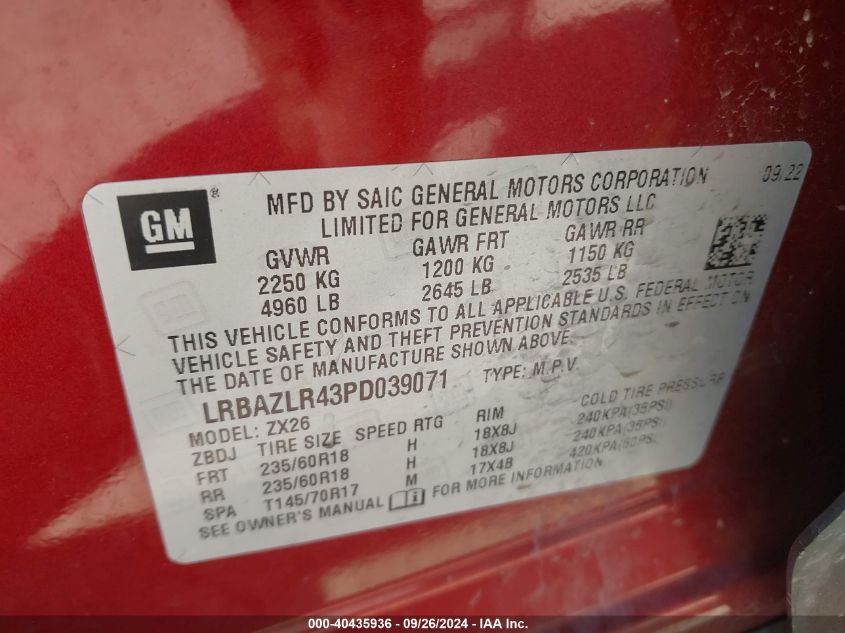 GM ®
MFD BY SAIC GENERAL MOTORS CORPORATION 09/22
LIMITED FOR GENERAL MOTORS LLC
GVWR GAWR FRT GAWR RR
2250 KG 1200 KG 1150 KG
4960 LB 2645 LB 2535 LB
THIS VEHICLE CONFORMS TO ALL APPLICABLE U.S. FEDERAL MOTOR
VEHICLE SAFETY AND THEFT PREVENTION STANDARDS IN EFFECT ON
THE DATE OF MANUFACTURE SHOWN ABOVE.
LRBAZLR43PD039071 TYPE: M.P.V.
MODEL: ZX26
ZBDJ TIRE SIZE SPEED RTG RIM COLD TIRE PRESSURE
FRT 235/60R18 H 18X8J 240KPA(35PSI)
RR 235/60R18 H 18X8J 240KPA(35PSI)
SPA T145/70R17 M 17X4B 420KPA(60PSI
SEE OWNER'S MANUAL FOR MORE INFORMATION
000-40435936 - 09/26/2024 - IAA Inc.